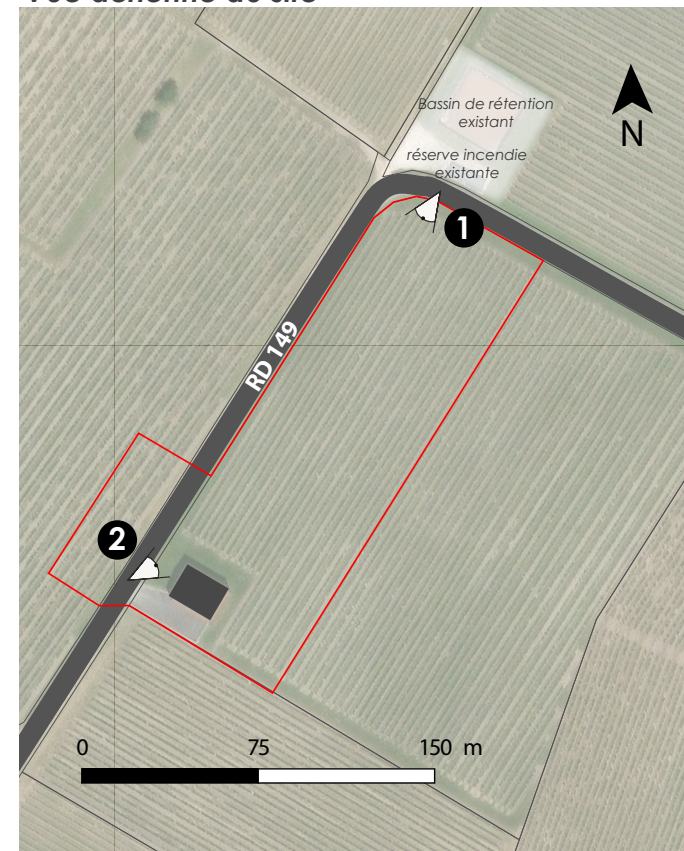 Vue aérienne du site
Bassin de rétention
existant
N
réserve incendie
existante
1
RD 149
2
0 75 150 m